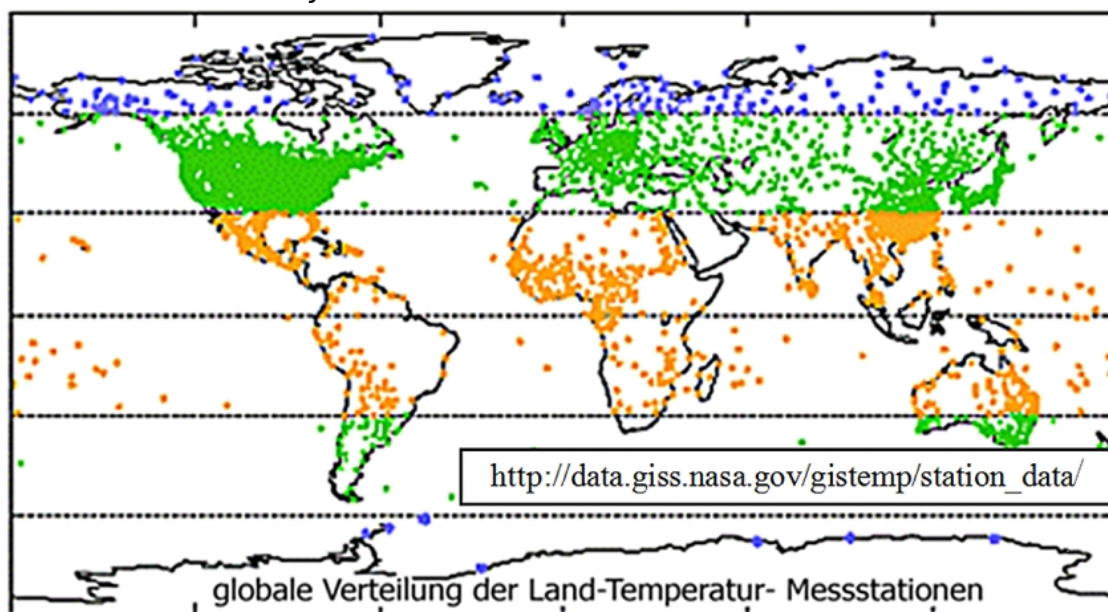 http://data.giss.nasa.gov/gistemp/station_data/
globale Verteilung der Land-Temperatur- Messstationen